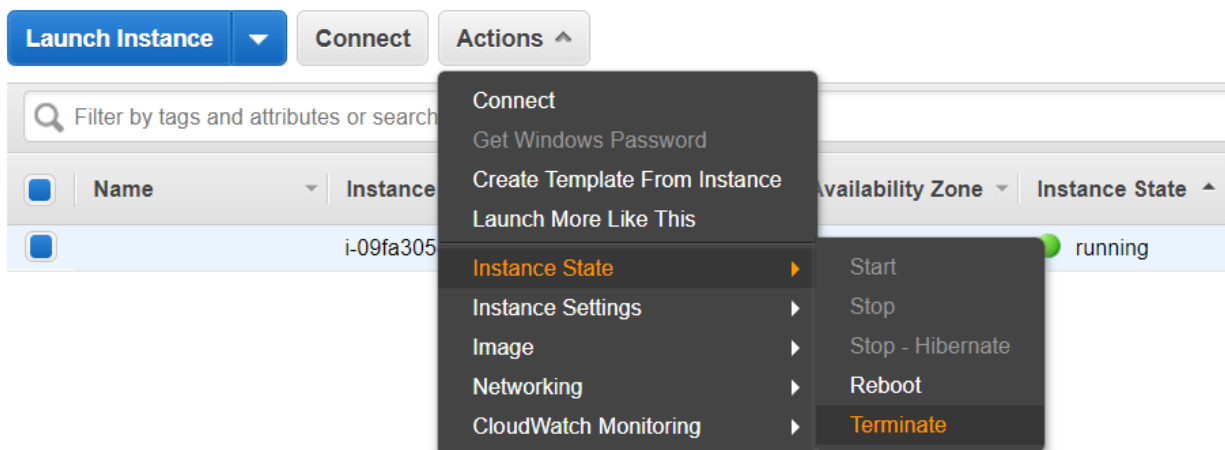 Launch Instance Connect Actions
Filter by tags and attributes or search
Connect
Get Windows Password
Create Template From Instance
Launch More Like This
Name Instance Availability Zone Instance State
i-09fa305 running
Instance State
Instance Settings
Image
Networking
CloudWatch Monitoring
Start
Stop
Stop - Hibernate
Reboot
Terminate